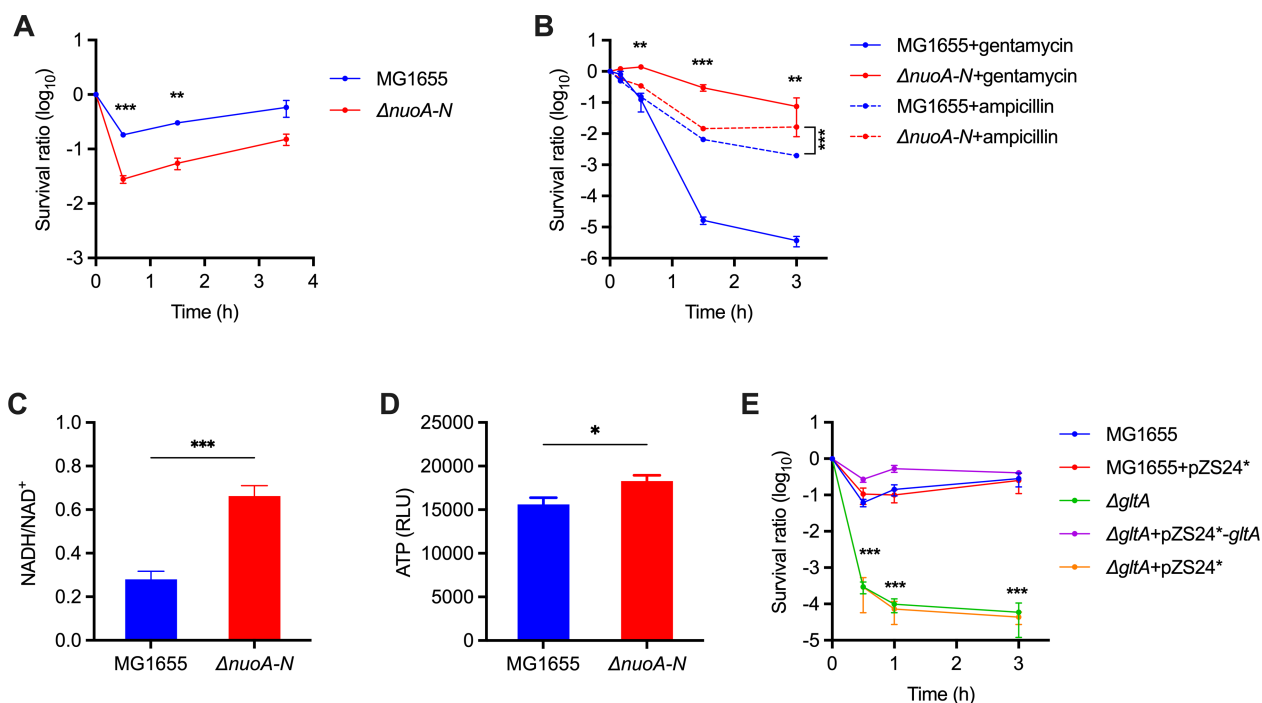 A
Survival ratio (log10)
1
0
-1
-2
-3
0
1
2
3
4
Time (h)
***
**
MG1655
ΔnuoA-N
B
Survival ratio (log10)
1
0
-1
-2
-3
-4
-5
-6
0
1
2
3
Time (h)
**
***
**
***
MG1655+gentamycin
ΔnuoA-N+gentamycin
MG1655+ampicillin
ΔnuoA-N+ampicillin
C
NADH/NAD+
1.0
0.8
0.6
0.4
0.2
0.0
***
MG1655
ΔnuoA-N
D
ATP (RLU)
25000
20000
15000
10000
5000
0
*
MG1655
ΔnuoA-N
E
Survival ratio (log10)
1
0
-1
-2
-3
-4
-5
0
1
2
3
Time (h)
***
***
***
MG1655
MG1655+pZS24*
ΔgltA
ΔgltA+pZS24*-gltA
ΔgltA+pZS24*